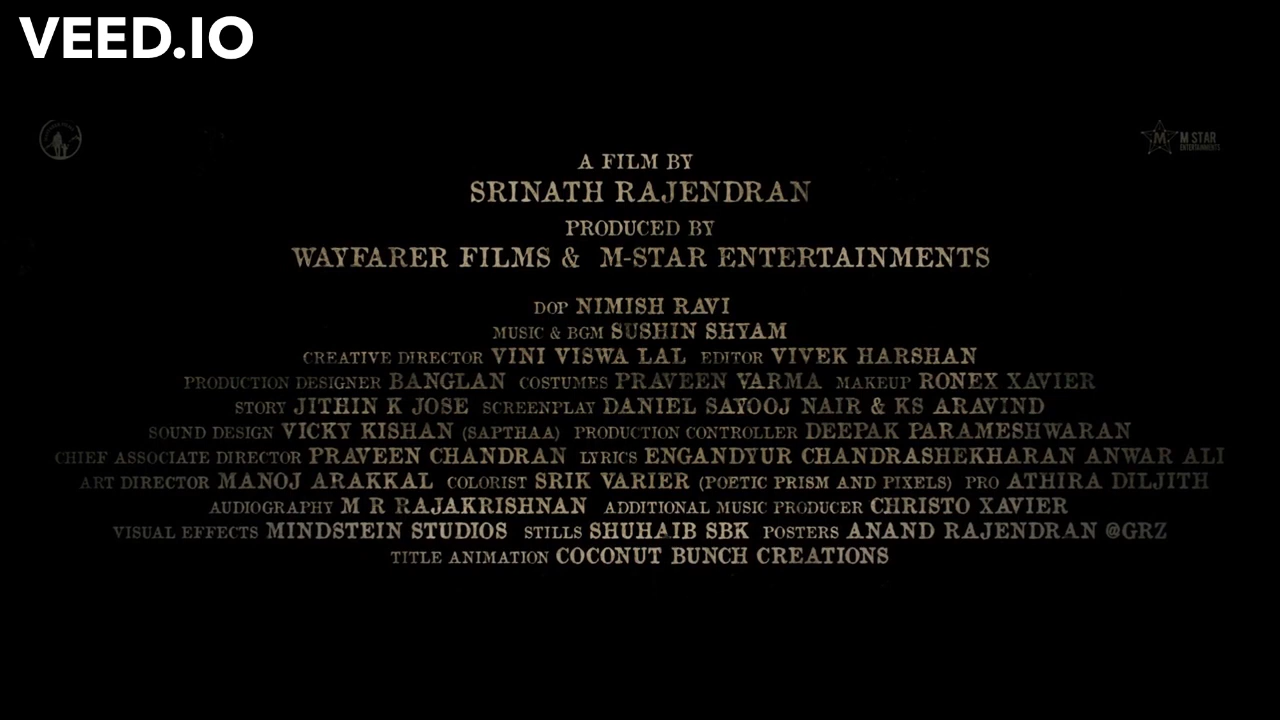 VEED.IO
M STAR
ENTERTAINMENTS
A FILM BY
SRINATH RAJENDRAN
PRODUCED BY
WAYFARER FILMS & M-STAR ENTERTAINMENTS
DOP NIMISH RAVI
MUSIC & BGM SUSHIN SHYAM
CREATIVE DIRECTOR VINI VISWA LAL EDITOR VIVEK HARSHAN
PRODUCTION DESIGNER BANGLAN COSTUMES PRAVEEN VARMA MAKEUP RONEX XAVIER
STORY JITHIN K JOSE SCREENPLAY DANIEL SAYOOJ NAIR & KS ARAVIND
SOUND DESIGN VICKY KISHAN (SAPTHAA) PRODUCTION CONTROLLER DEEPAK PARAMESHWARAN
CHIEF ASSOCIATE DIRECTOR PRAVEEN CHANDRAN LYRICS ENGANDYUR CHANDRASHEKHARAN ANWAR ALI
ART DIRECTOR MANOJ ARAKKAL COLORIST SRIK VARIER (POETIC PRISM AND PIXELS) PRO ATHIRA DILJITH
AUDIOGRAPHY M R RAJAKRISHNAN ADDITIONAL MUSIC PRODUCER CHRISTO XAVIER
VISUAL EFFECTS MINDSTEIN STUDIOS STILLS SHUHAIB SBK POSTERS ANAND RAJENDRAN @GRZ
TITLE ANIMATION COCONUT BUNCH CREATIONS